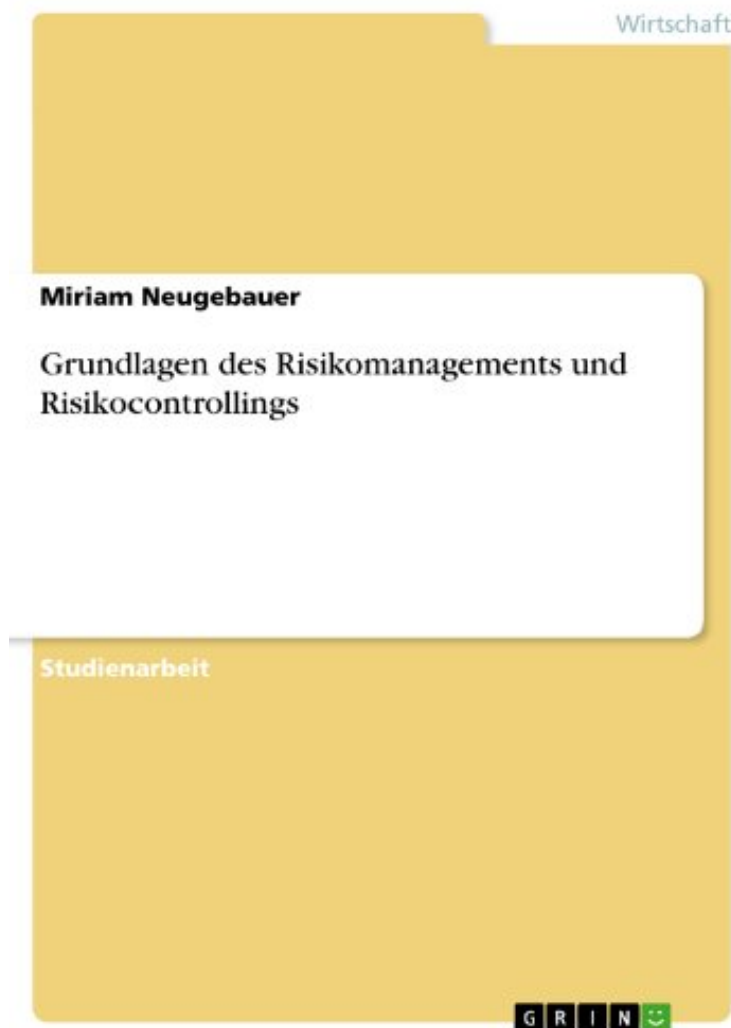 Wirtschaft
Miriam Neugebauer
Grundlagen des Risikomanagements und
Risikocontrollings
Studienarbeit
GRIN